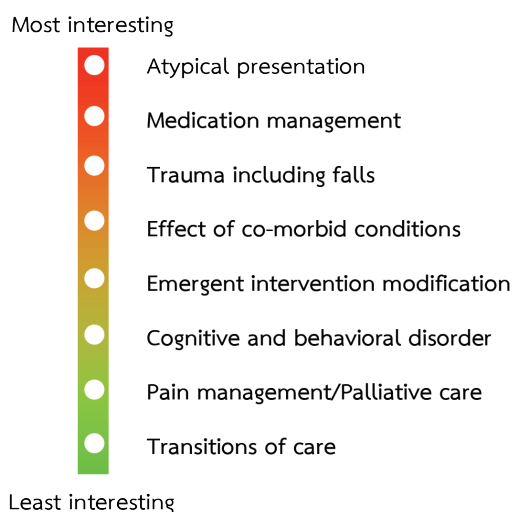 Most interesting
Atypical presentation
Medication management
Trauma including falls
Effect of co-morbid conditions
Emergent intervention modification
Cognitive and behavioral disorder
Pain management/Palliative care
Transitions of care
Least interesting